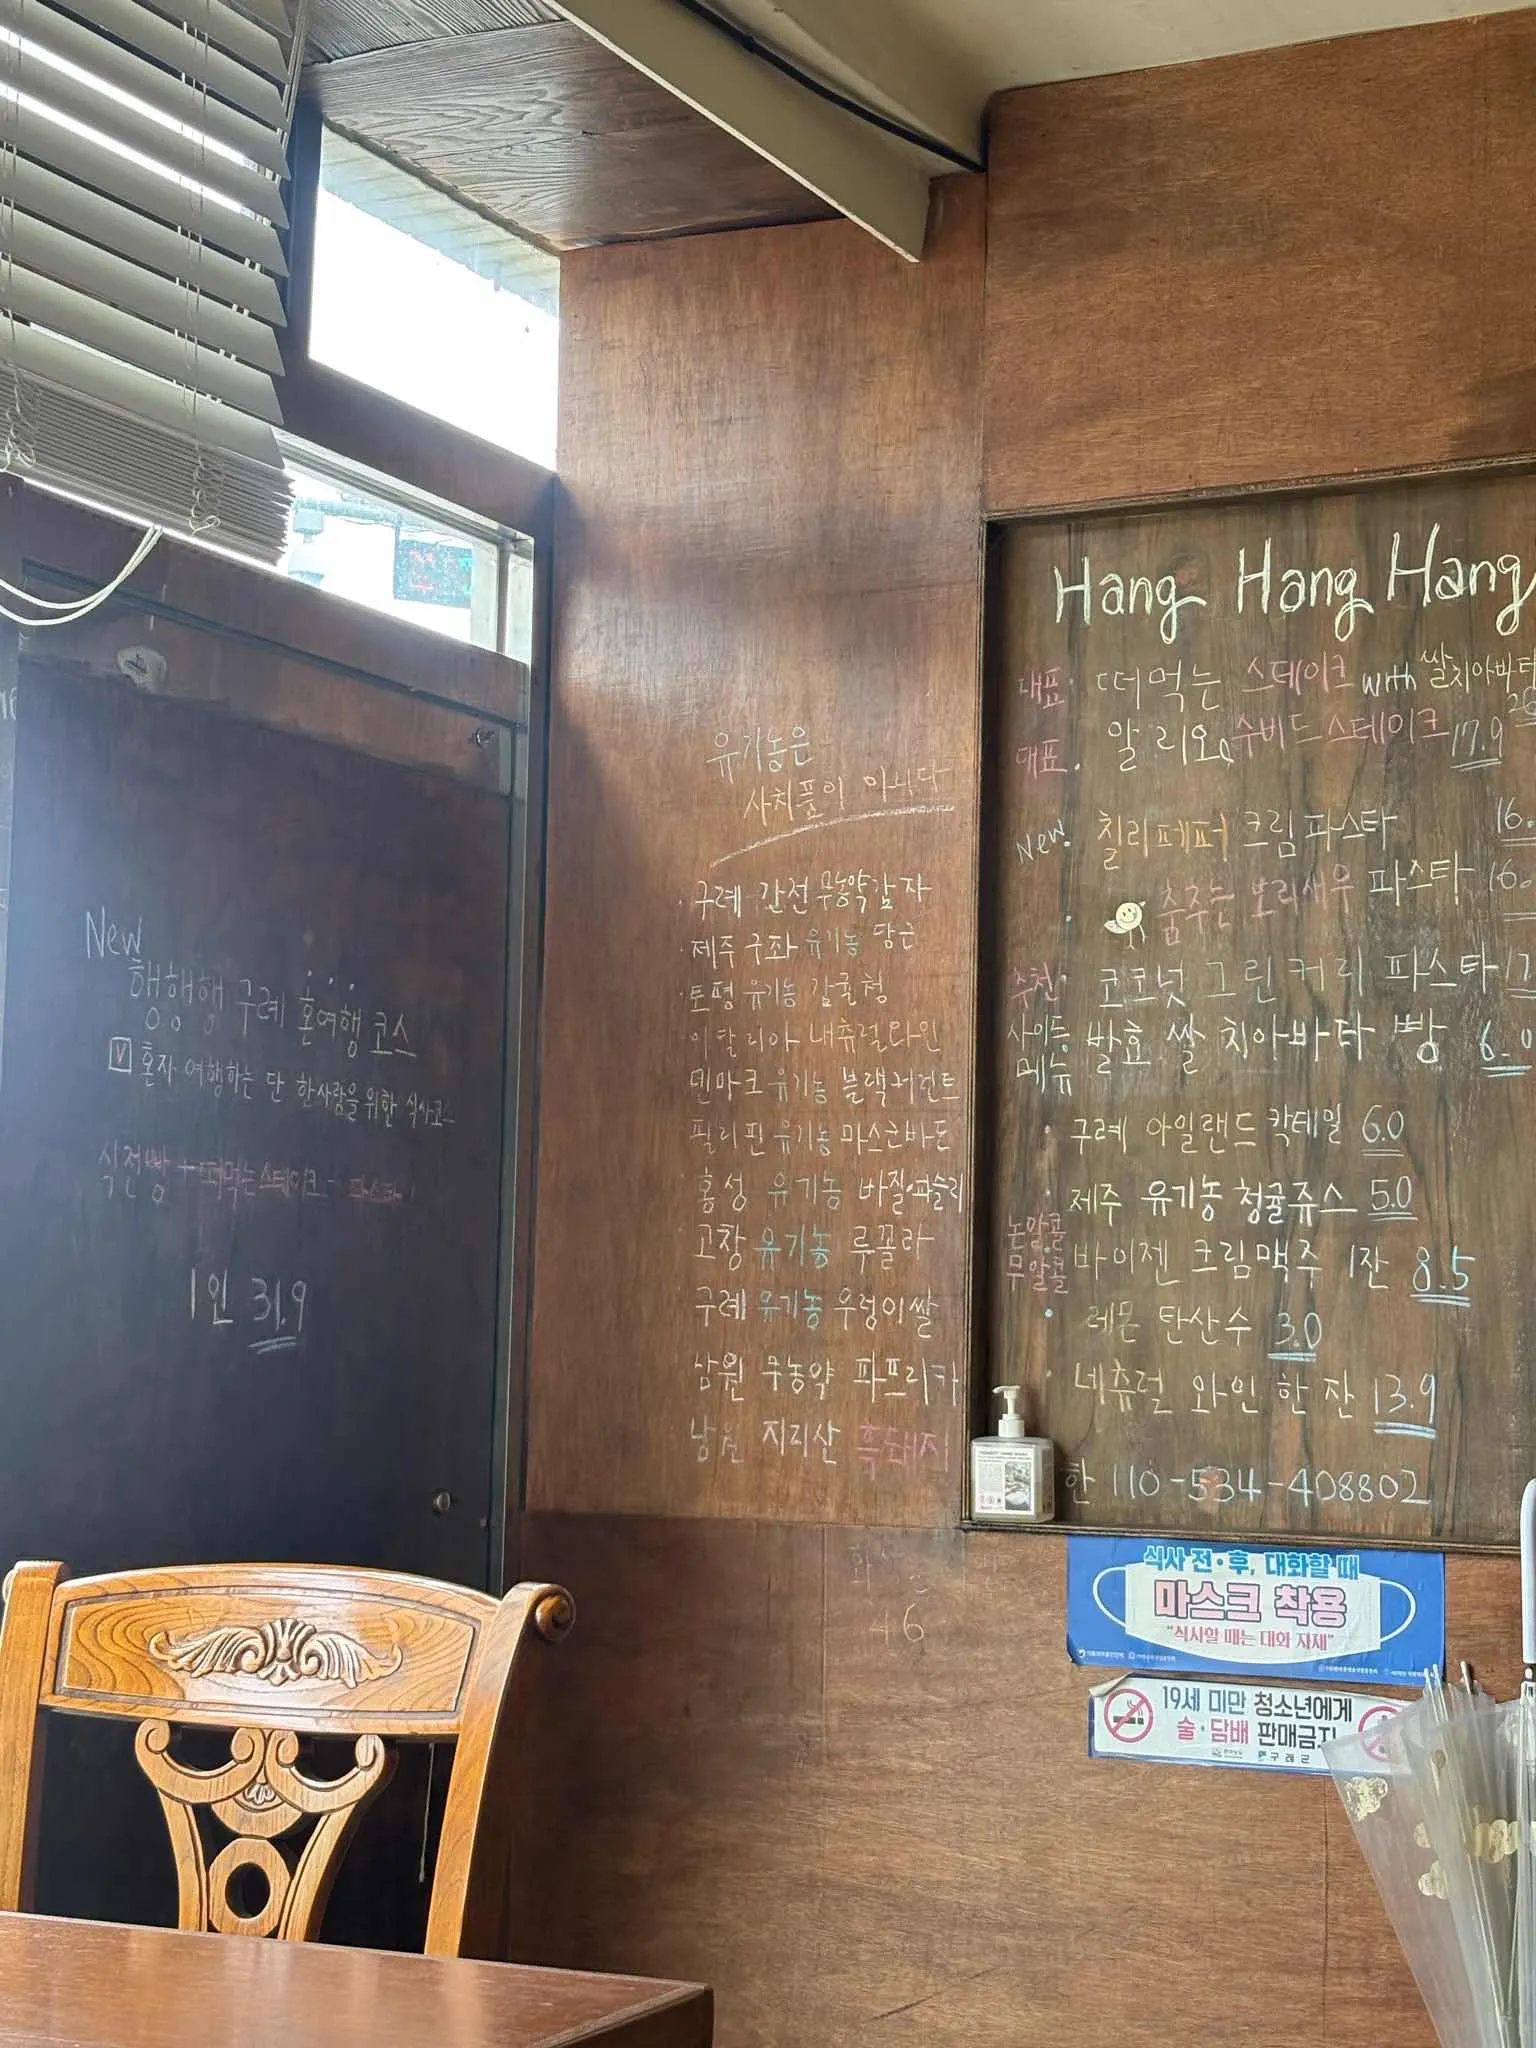 New
행행행 구례 혼여행 코스
V 혼자 여행하는 단 한사람을 위한 식사코스
식전빵 + 떠먹는스테이크 + 파스타
1인 31.9
유기농은
사치품이 아니다
· 구례 간전 무농약감자
· 제주 구좌 유기농 당근
· 토평 유기농 감귤청
· 이탈리아 내츄럴와인
· 덴마크 유기농 블랙커런트
· 필리핀 유기농 마스코바도
· 홍성 유기농 바질·파슬리
· 고창 유기농 루꼴라
· 구례 유기농 우렁이쌀
· 남원 무농약 파프리카
· 남원 지리산 흑돼지
46
Hang Hang Hang
대표. 떠먹는 스테이크 with 쌀치아바타
대표. 알리오& 수비드스테이크 17.9
New. 칠리페퍼 크림파스타 16.
· 춤추는 보리새우 파스타 16.
추천· 코코넛 그린 커리 파스타
사이드메뉴 발효 쌀 치아바타 빵 6.0
· 구례 아일랜드 칵테일 6.0
· 제주 유기농 청귤쥬스 5.0
논알콜 무알콜 바이젠 크림맥주 1잔 8.5
· 레몬 탄산수 3.0
· 네츄럴 와인 한 잔 13.9
한 110-534-408802
식사 전·후, 대화할 때
마스크 착용
"식사할 때는 대화 자제"
19세 미만 청소년에게
술·담배 판매금지
구례군